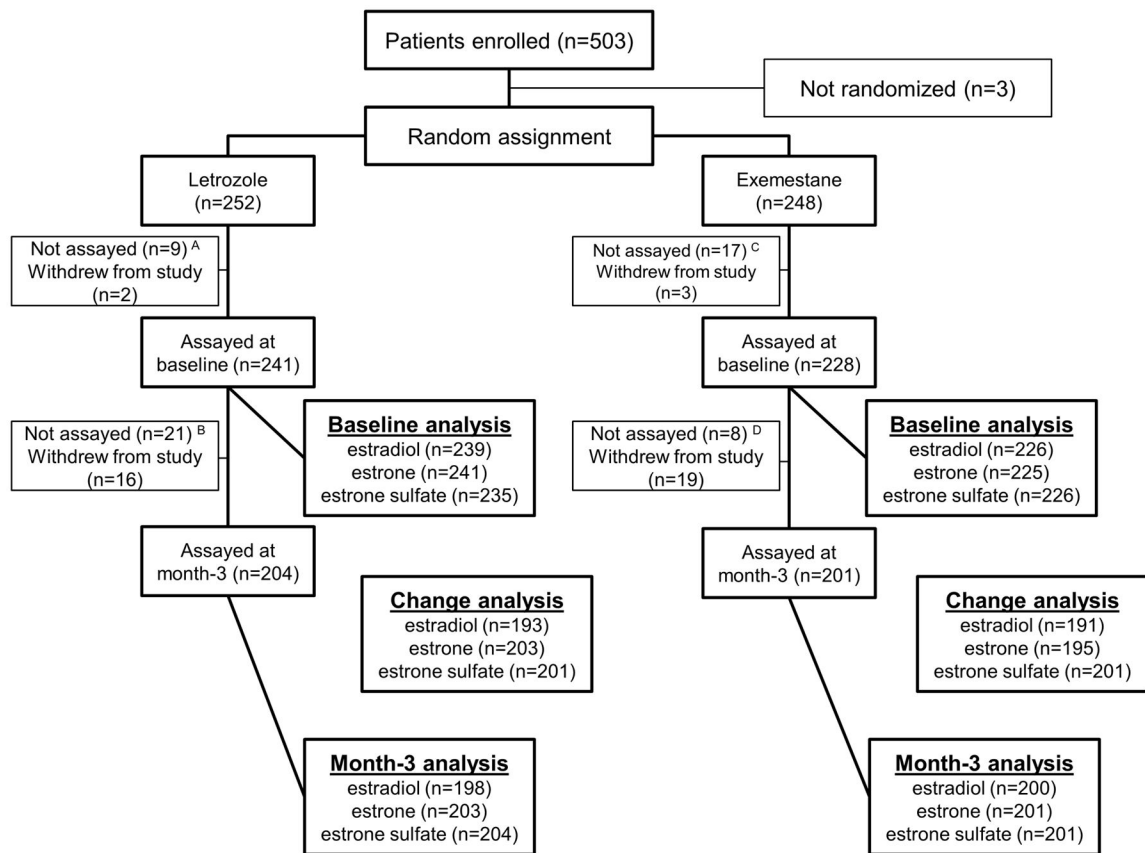 Patients enrolled (n=503)
Not randomized (n=3)
Random assignment
Letrozole
(n=252)
Exemestane
(n=248)
Not assayed (n=9) A
Withdrew from study
(n=2)
Not assayed (n=17) C
Withdrew from study
(n=3)
Assayed at
baseline (n=241)
Assayed at
baseline (n=228)
Baseline analysis
estradiol (n=239)
estrone (n=241)
estrone sulfate (n=235)
Baseline analysis
estradiol (n=226)
estrone (n=225)
estrone sulfate (n=226)
Not assayed (n=21) B
Withdrew from study
(n=16)
Not assayed (n=8) D
Withdrew from study
(n=19)
Assayed at
month-3 (n=204)
Assayed at
month-3 (n=201)
Change analysis
estradiol (n=193)
estrone (n=203)
estrone sulfate (n=201)
Change analysis
estradiol (n=191)
estrone (n=195)
estrone sulfate (n=201)
Month-3 analysis
estradiol (n=198)
estrone (n=203)
estrone sulfate (n=204)
Month-3 analysis
estradiol (n=200)
estrone (n=201)
estrone sulfate (n=201)